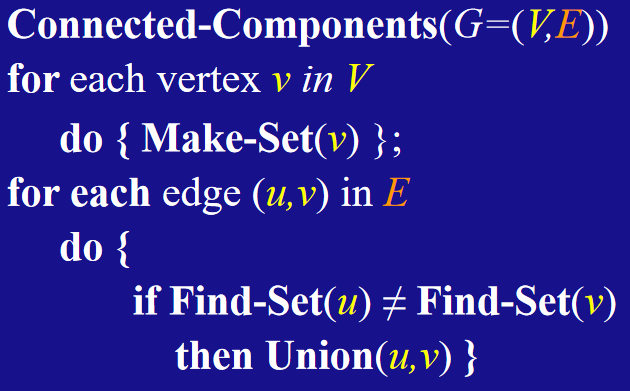 Connected-Components(G=(V,E))
for each vertex v in V
do { Make-Set(v) };
for each edge (u,v) in E
do {
if Find-Set(u) ≠ Find-Set(v)
then Union(u,v) }